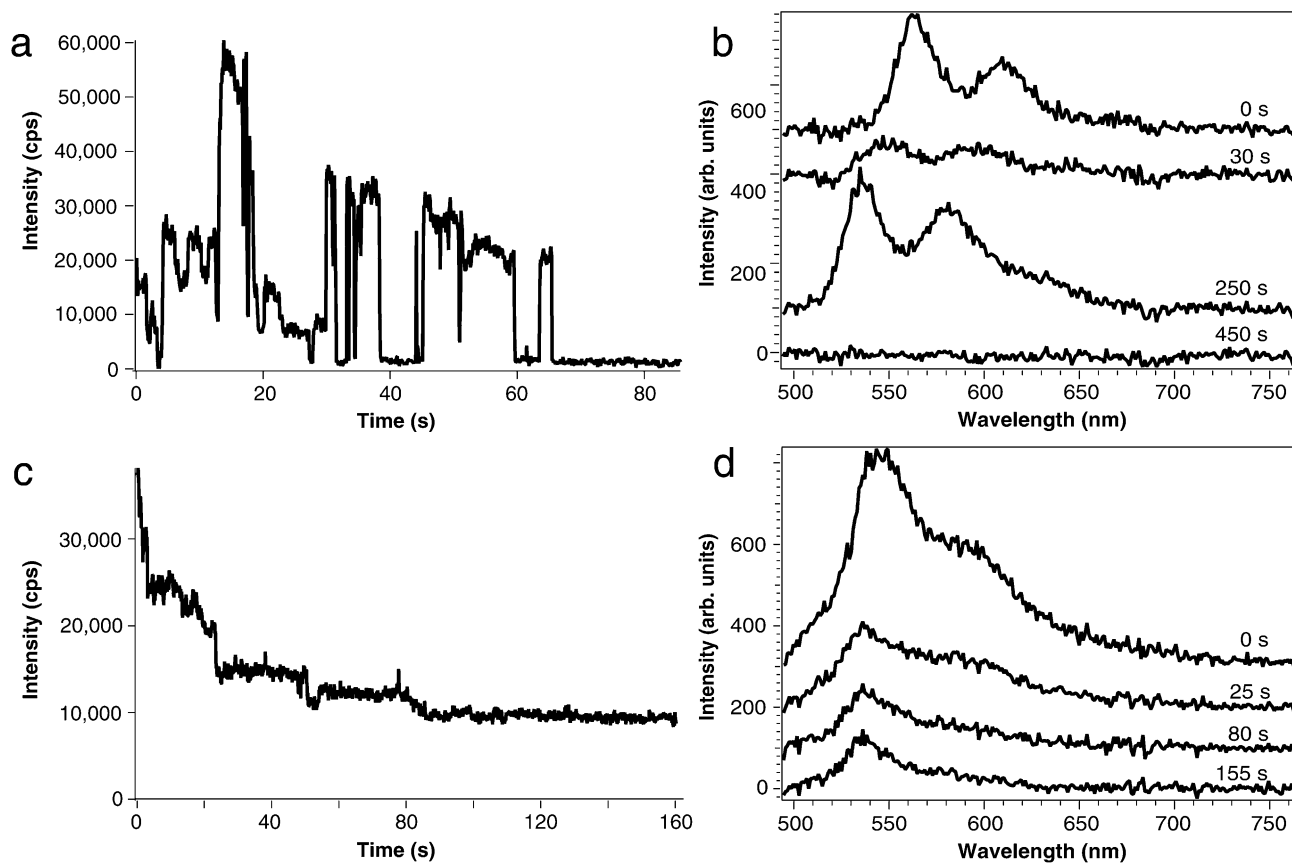 a
60,000
50,000
40,000
30,000
20,000
10,000
0
Intensity (cps)
0 20 40 60 80
Time (s)
b
600
400
200
0
Intensity (arb. units)
0 s
30 s
250 s
450 s
500 550 600 650 700 750
Wavelength (nm)
c
30,000
20,000
10,000
0
Intensity (cps)
0 40 80 120 160
Time (s)
d
600
400
200
0
Intensity (arb. units)
0 s
25 s
80 s
155 s
500 550 600 650 700 750
Wavelength (nm)